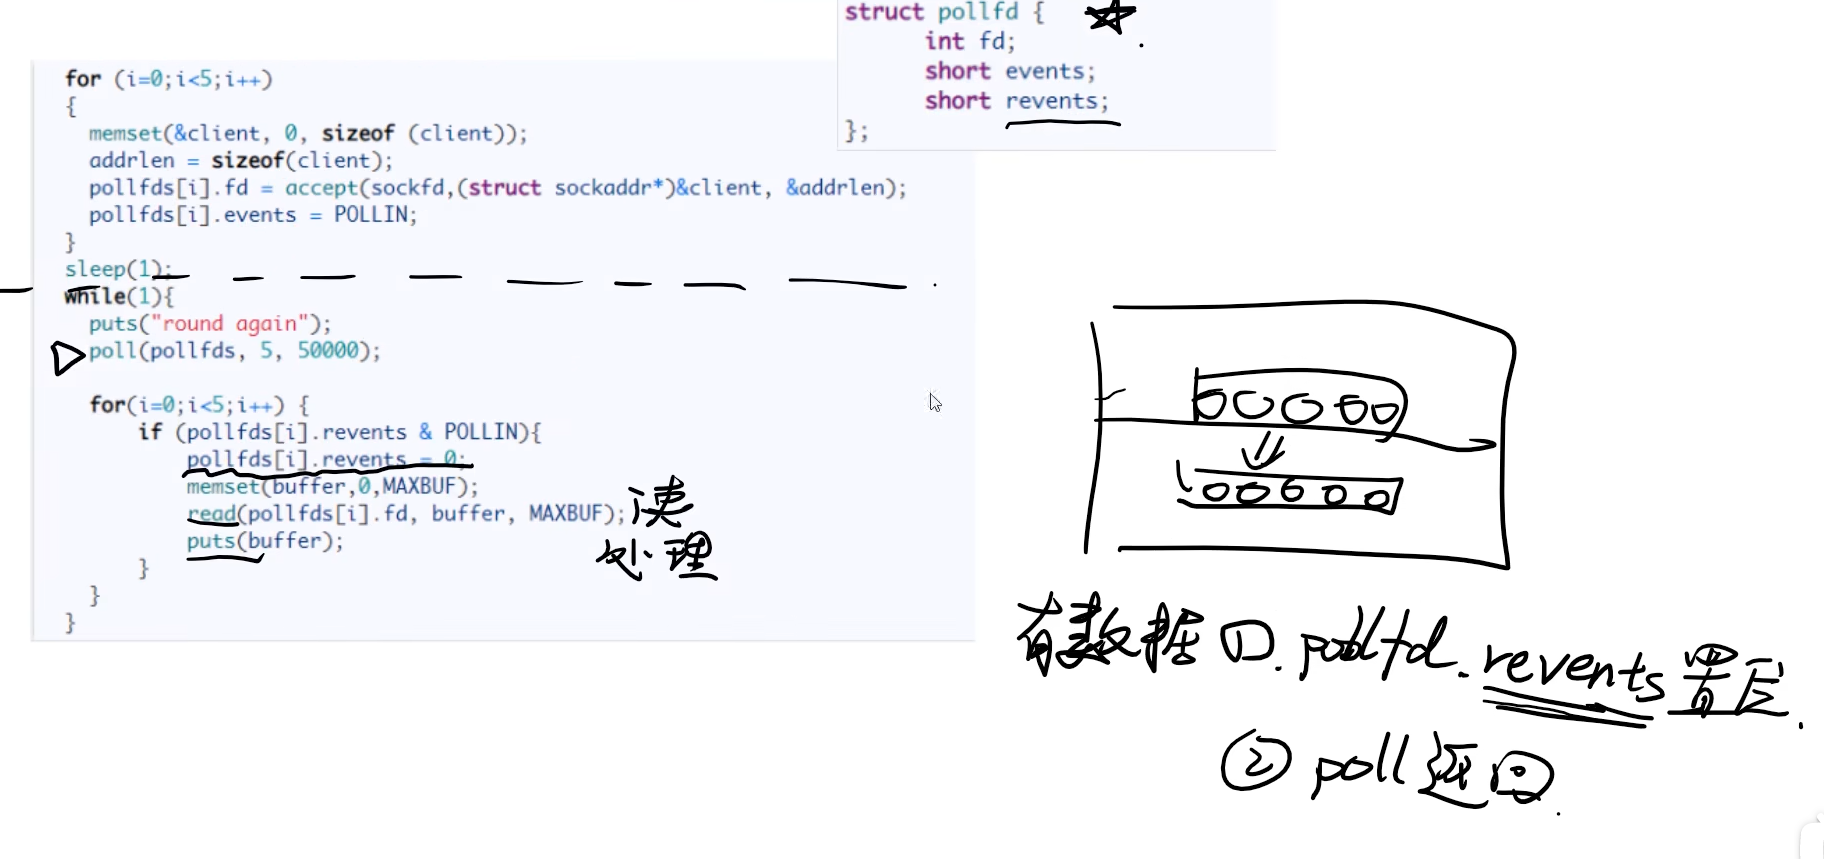 struct pollfd {
int fd;
short events;
short revents;
};
for (i=0;i<5;i++)
{
memset(&client, 0, sizeof (client));
addrlen = sizeof(client);
pollfds[i].fd = accept(sockfd,(struct sockaddr*)&client, &addrlen);
pollfds[i].events = POLLIN;
}
sleep(1);
while(1){
puts("round again");
poll(pollfds, 5, 50000);
for(i=0;i<5;i++) {
if (pollfds[i].revents & POLLIN){
pollfds[i].revents = 0;
memset(buffer,0,MAXBUF);
read(pollfds[i].fd, buffer, MAXBUF);
puts(buffer);
}
}
}
读
处理
有数据 ①. pollfd.revents 置位.
② poll 返回.